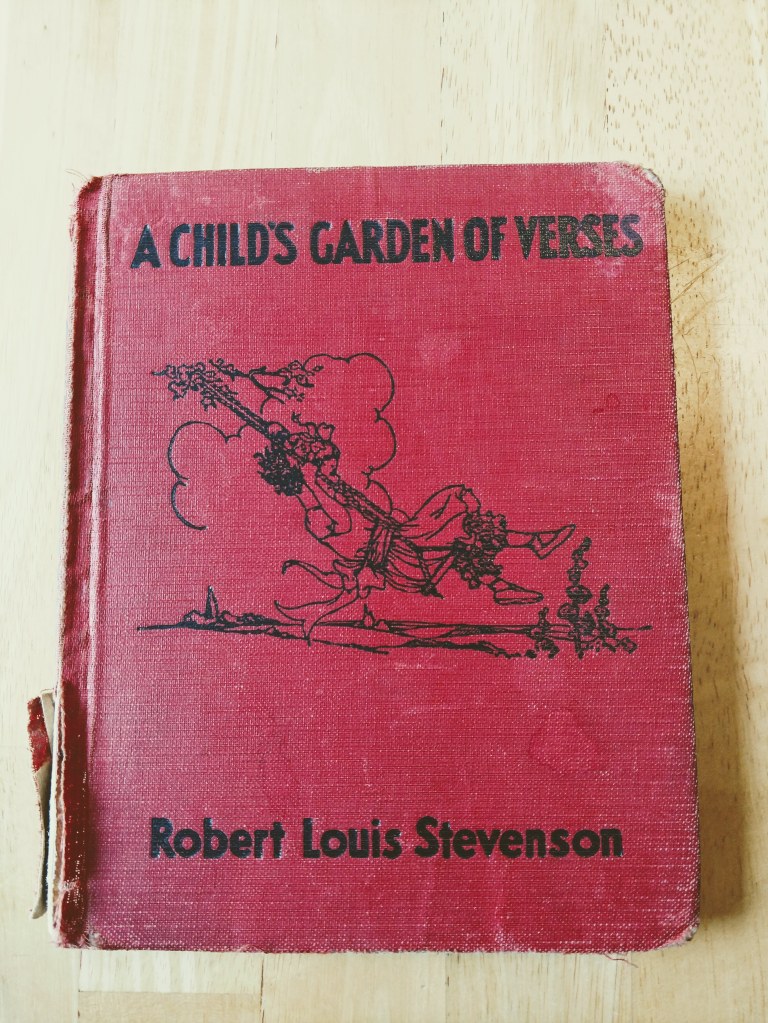 A CHILD'S GARDEN OF VERSES
Robert Louis Stevenson